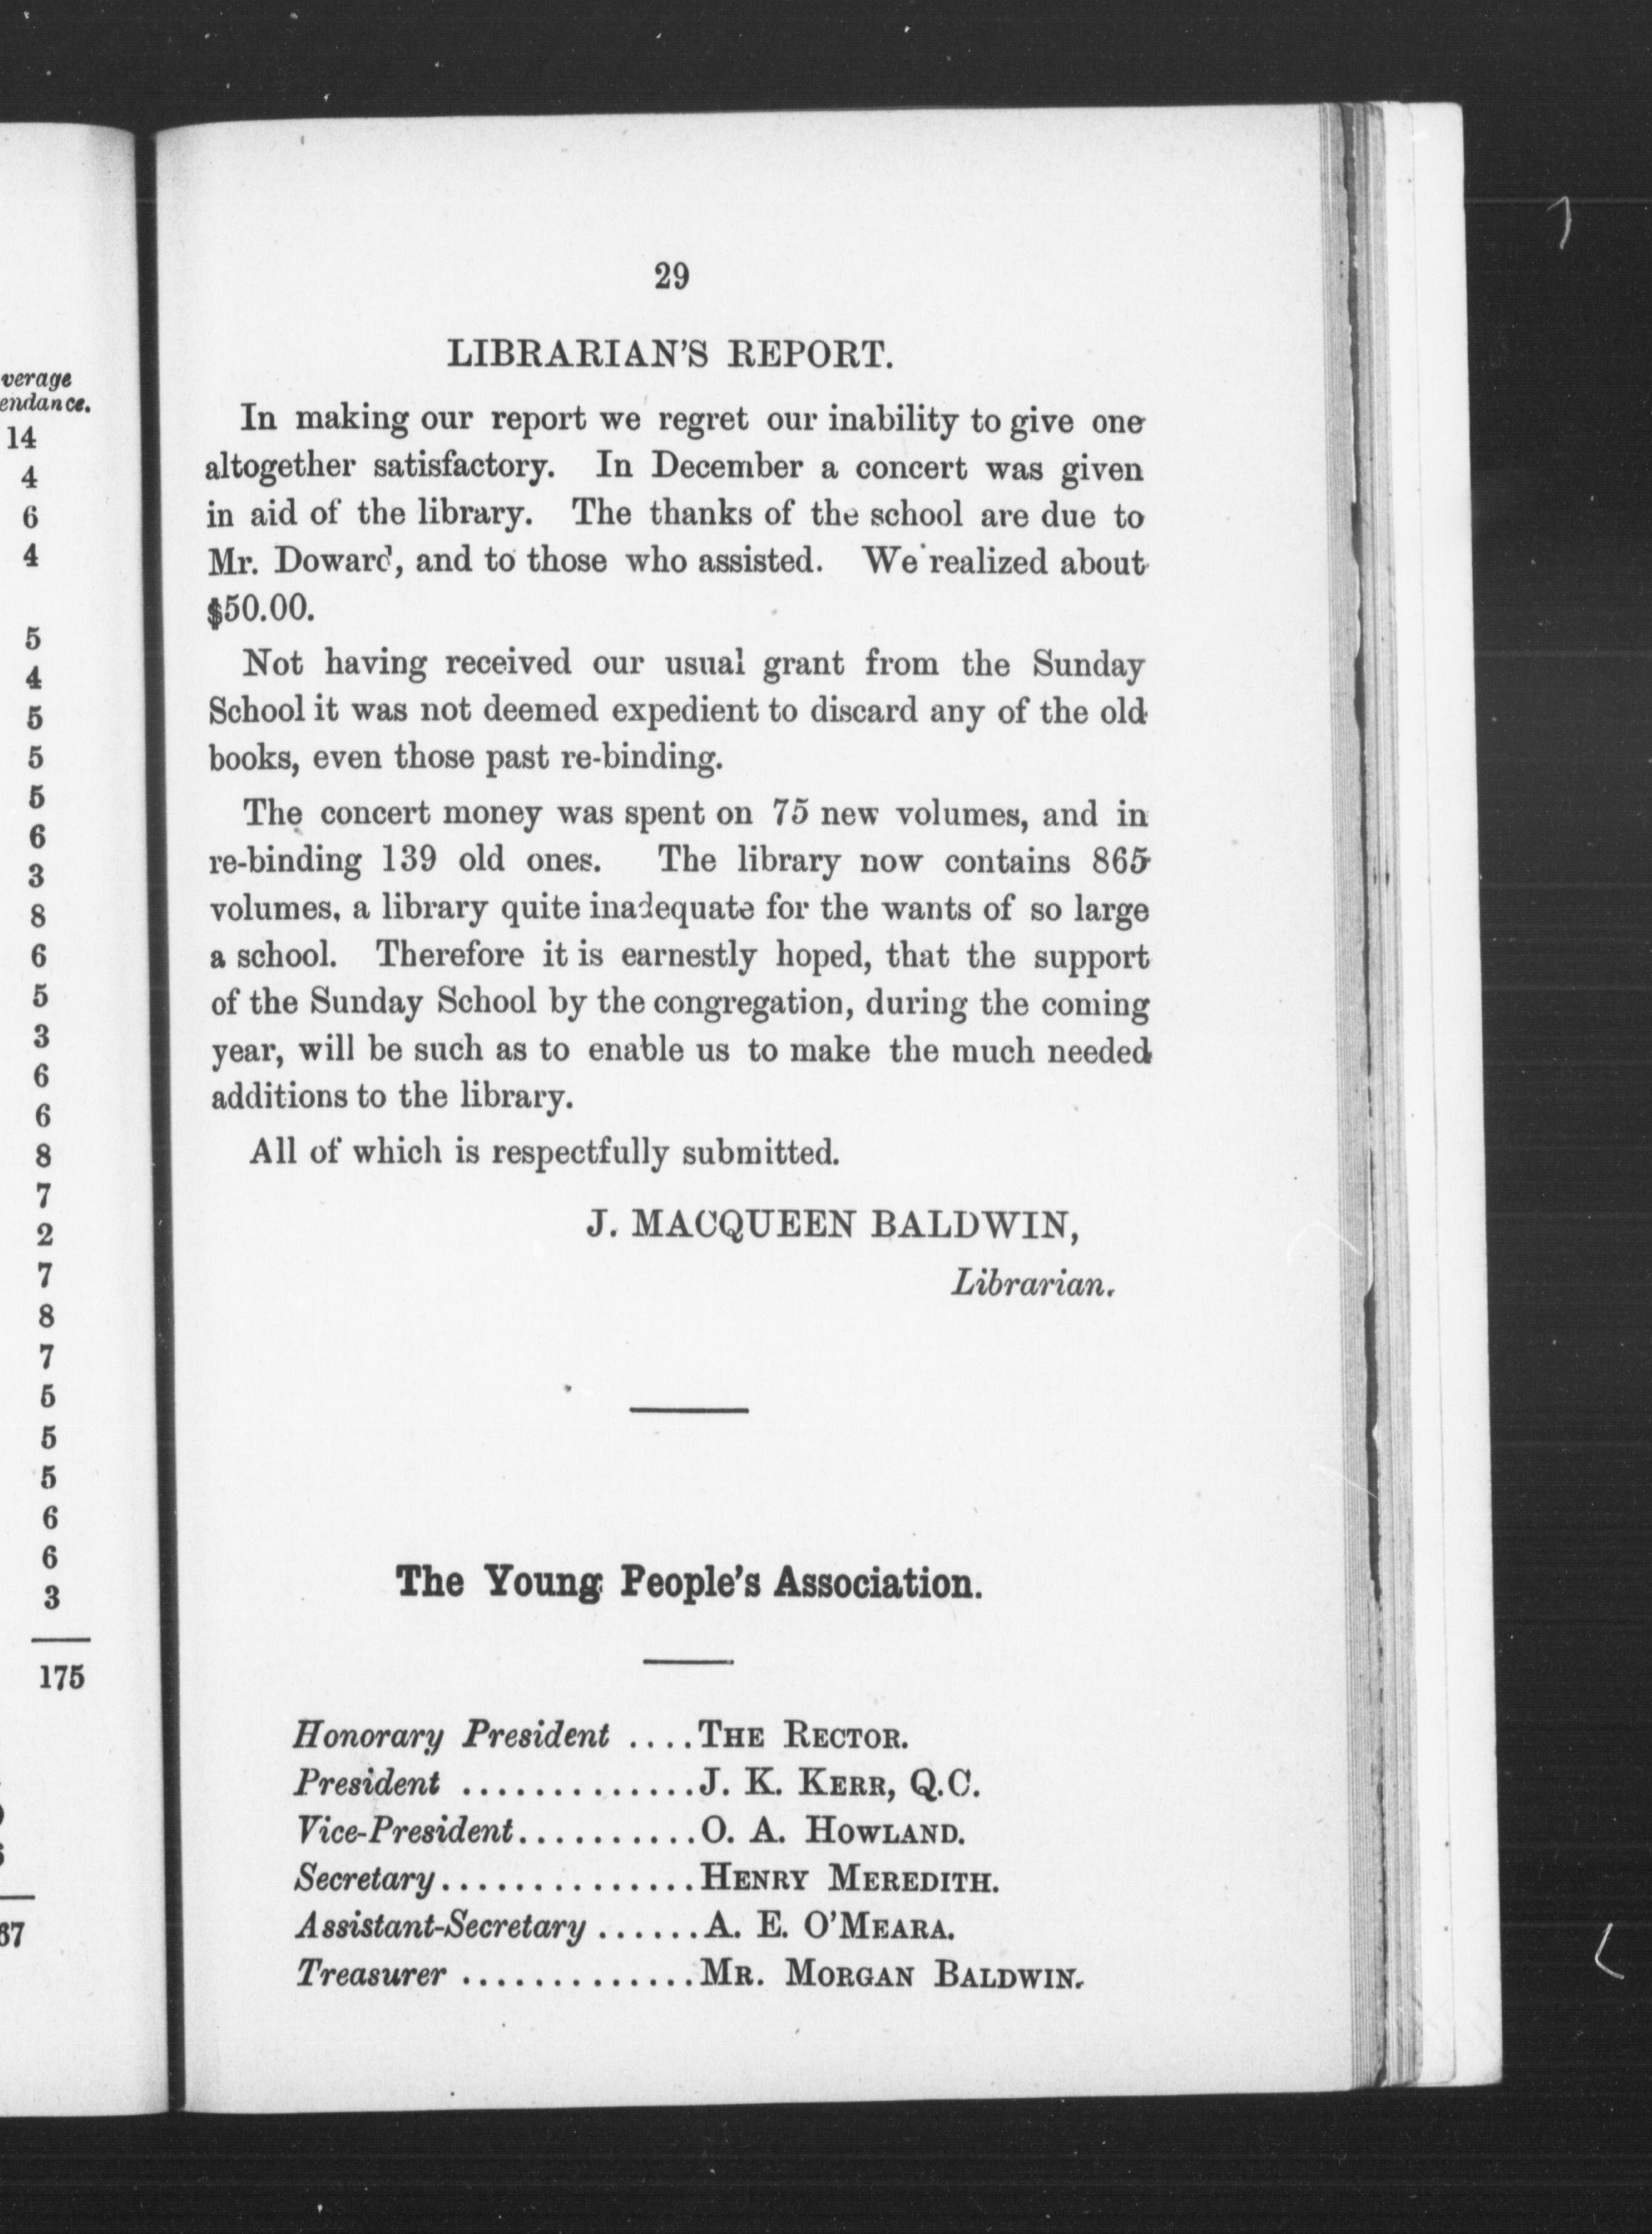 verage
endance.
14
4
6
4
5
4
5
5
5
6
3
8
6
5
3
6
6
8
7
2
7
8
7
5
5
5
6
6
3
175
67
29
LIBRARIAN'S REPORT.
In making our report we regret our inability to give one
altogether satisfactory. In December a concert was given
in aid of the library. The thanks of the school are due to
Mr. Doward, and to those who assisted. We realized about
$50.00.
Not having received our usual grant from the Sunday
School it was not deemed expedient to discard any of the old
books, even those past re-binding.
The concert money was spent on 75 new volumes, and in
re-binding 139 old ones. The library now contains 865
volumes, a library quite inadequate for the wants of so large
a school. Therefore it is earnestly hoped, that the support
of the Sunday School by the congregation, during the coming
year, will be such as to enable us to make the much needed
additions to the library.
All of which is respectfully submitted.
J. MACQUEEN BALDWIN,
Librarian.
The Young People's Association.
Honorary President ....THE RECTOR.
President .............J. K. KERR, Q.C.
Vice-President..........O. A. HOWLAND.
Secretary..............HENRY MEREDITH.
Assistant-Secretary ......A. E. O'MEARA.
Treasurer .............MR. MORGAN BALDWIN.